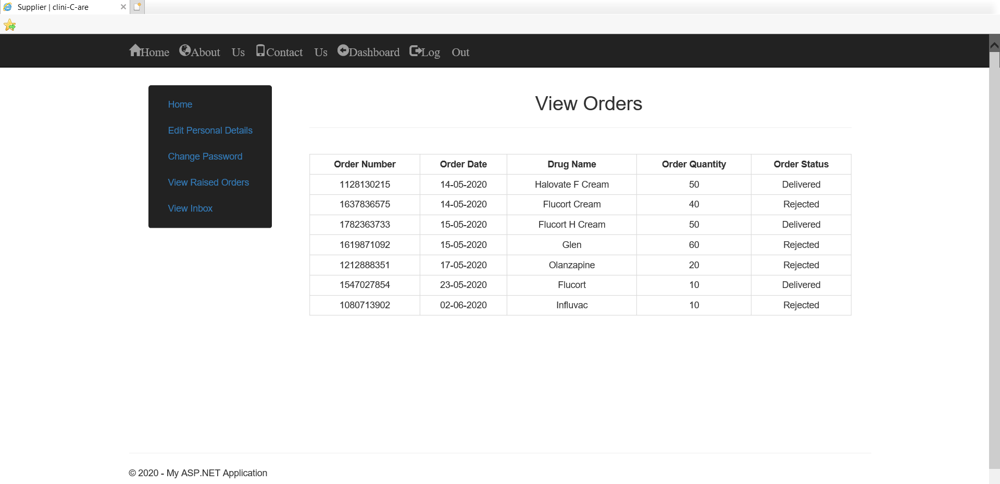 Supplier | clini-C-are
Home About Us Contact Us Dashboard Log Out
Home
Edit Personal Details
Change Password
View Raised Orders
View Inbox
View Orders
Order Number Order Date Drug Name Order Quantity Order Status
1128130215 14-05-2020 Halovate F Cream 50 Delivered
1637836575 14-05-2020 Flucort Cream 40 Rejected
1782363733 15-05-2020 Flucort H Cream 50 Delivered
1619871092 15-05-2020 Glen 60 Rejected
1212888351 17-05-2020 Olanzapine 20 Rejected
1547027854 23-05-2020 Flucort 10 Delivered
1080713902 02-06-2020 Influvac 10 Rejected
© 2020 - My ASP.NET Application